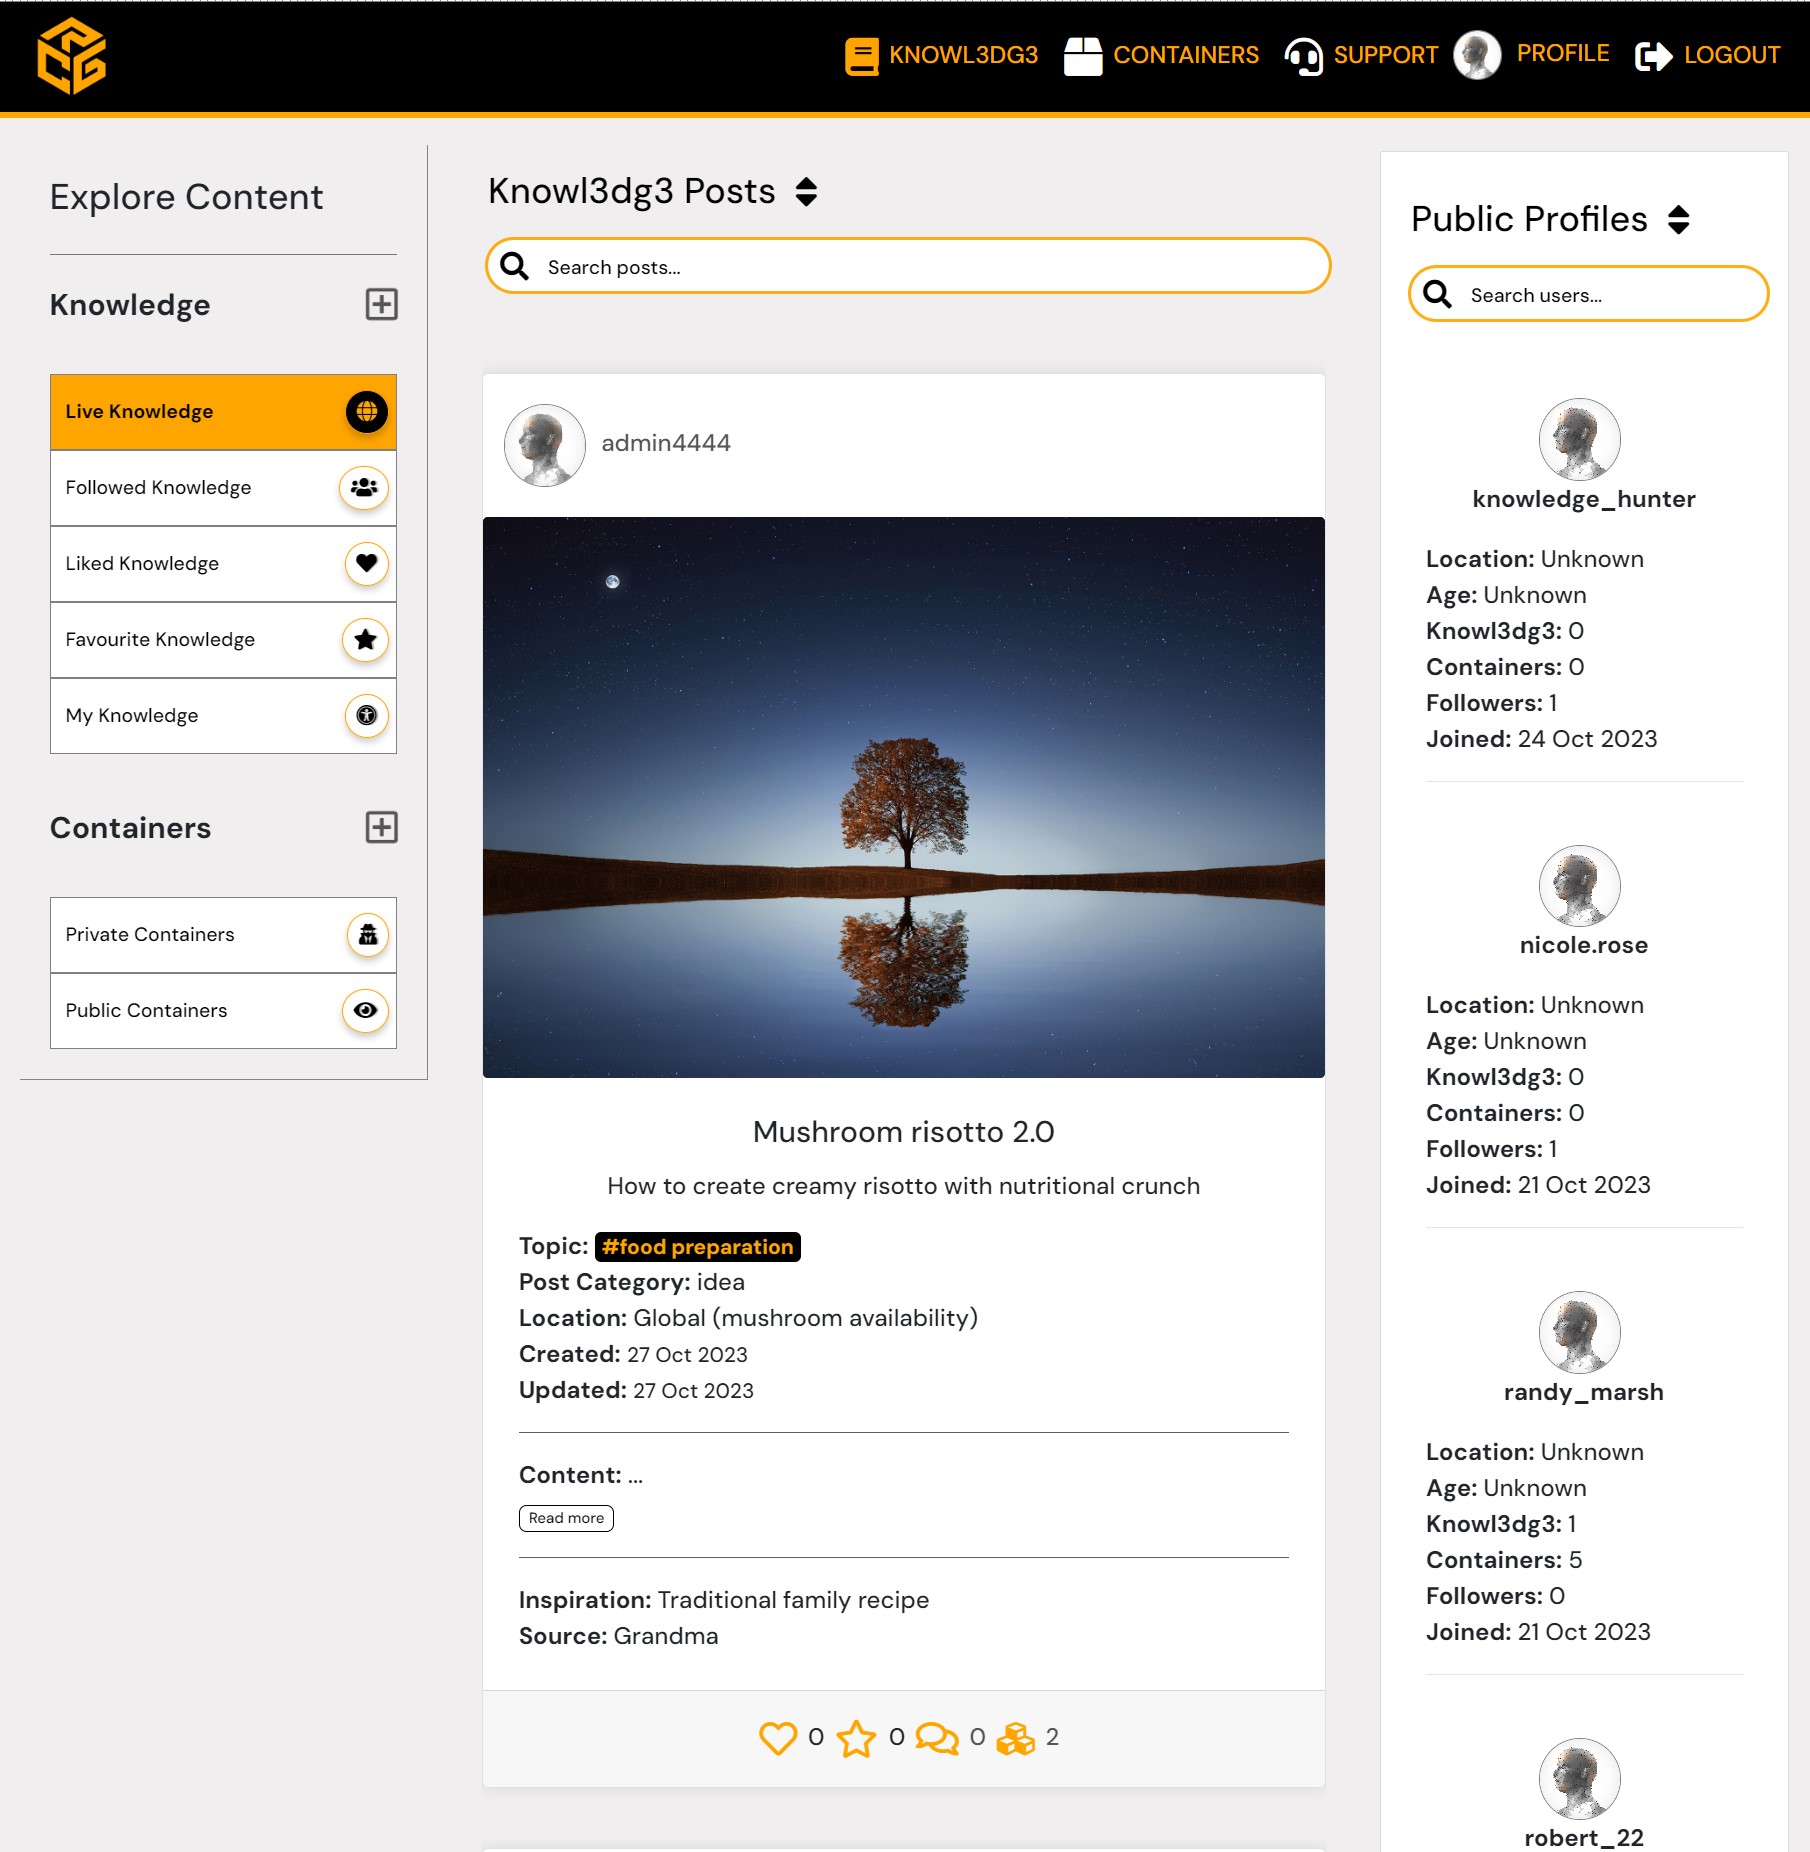 KNOWL3DG3 CONTAINERS SUPPORT PROFILE LOGOUT
Explore Content
Knowledge
Live Knowledge
Followed Knowledge
Liked Knowledge
Favourite Knowledge
My Knowledge
Containers
Private Containers
Public Containers
Knowl3dg3 Posts
Search posts...
admin4444
Mushroom risotto 2.0
How to create creamy risotto with nutritional crunch
Topic: #food preparation
Post Category: idea
Location: Global (mushroom availability)
Created: 27 Oct 2023
Updated: 27 Oct 2023
Content: ...
Read more
Inspiration: Traditional family recipe
Source: Grandma
0 0 0 2
Public Profiles
Search users...
knowledge_hunter
Location: Unknown
Age: Unknown
Knowl3dg3: 0
Containers: 0
Followers: 1
Joined: 24 Oct 2023
nicole.rose
Location: Unknown
Age: Unknown
Knowl3dg3: 0
Containers: 0
Followers: 1
Joined: 21 Oct 2023
randy_marsh
Location: Unknown
Age: Unknown
Knowl3dg3: 1
Containers: 5
Followers: 0
Joined: 21 Oct 2023
robert_22